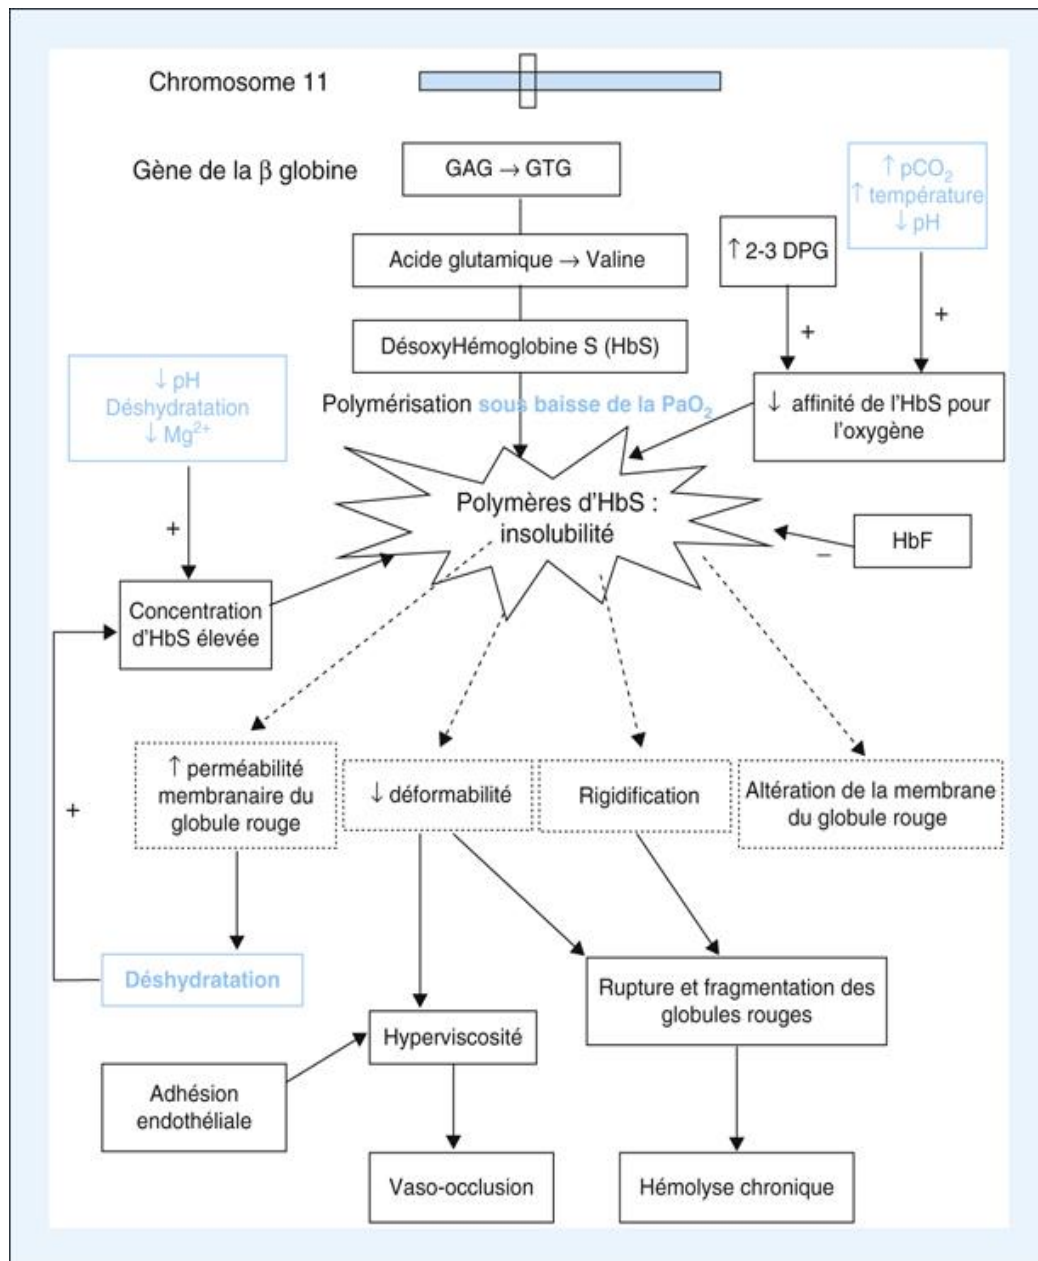 Chromosome 11
Gène de la β globine
GAG → GTG
↑ pCO₂
↑ température
↓ pH
↑ 2-3 DPG
Acide glutamique → Valine
+
+
DésoxyHémoglobine S (HbS)
↓ pH
Déshydratation
↓ Mg²⁺
Polymérisation sous baisse de la PaO₂
↓ affinité de l'HbS pour
l'oxygène
Polymères d'HbS :
insolubilité
+
HbF
–
Concentration
d'HbS élevée
↑ perméabilité
membranaire du
globule rouge
↓ déformabilité
Rigidification
Altération de la membrane
du globule rouge
+
Déshydratation
Rupture et fragmentation des
globules rouges
Hyperviscosité
Adhésion
endothéliale
Vaso-occlusion
Hémolyse chronique